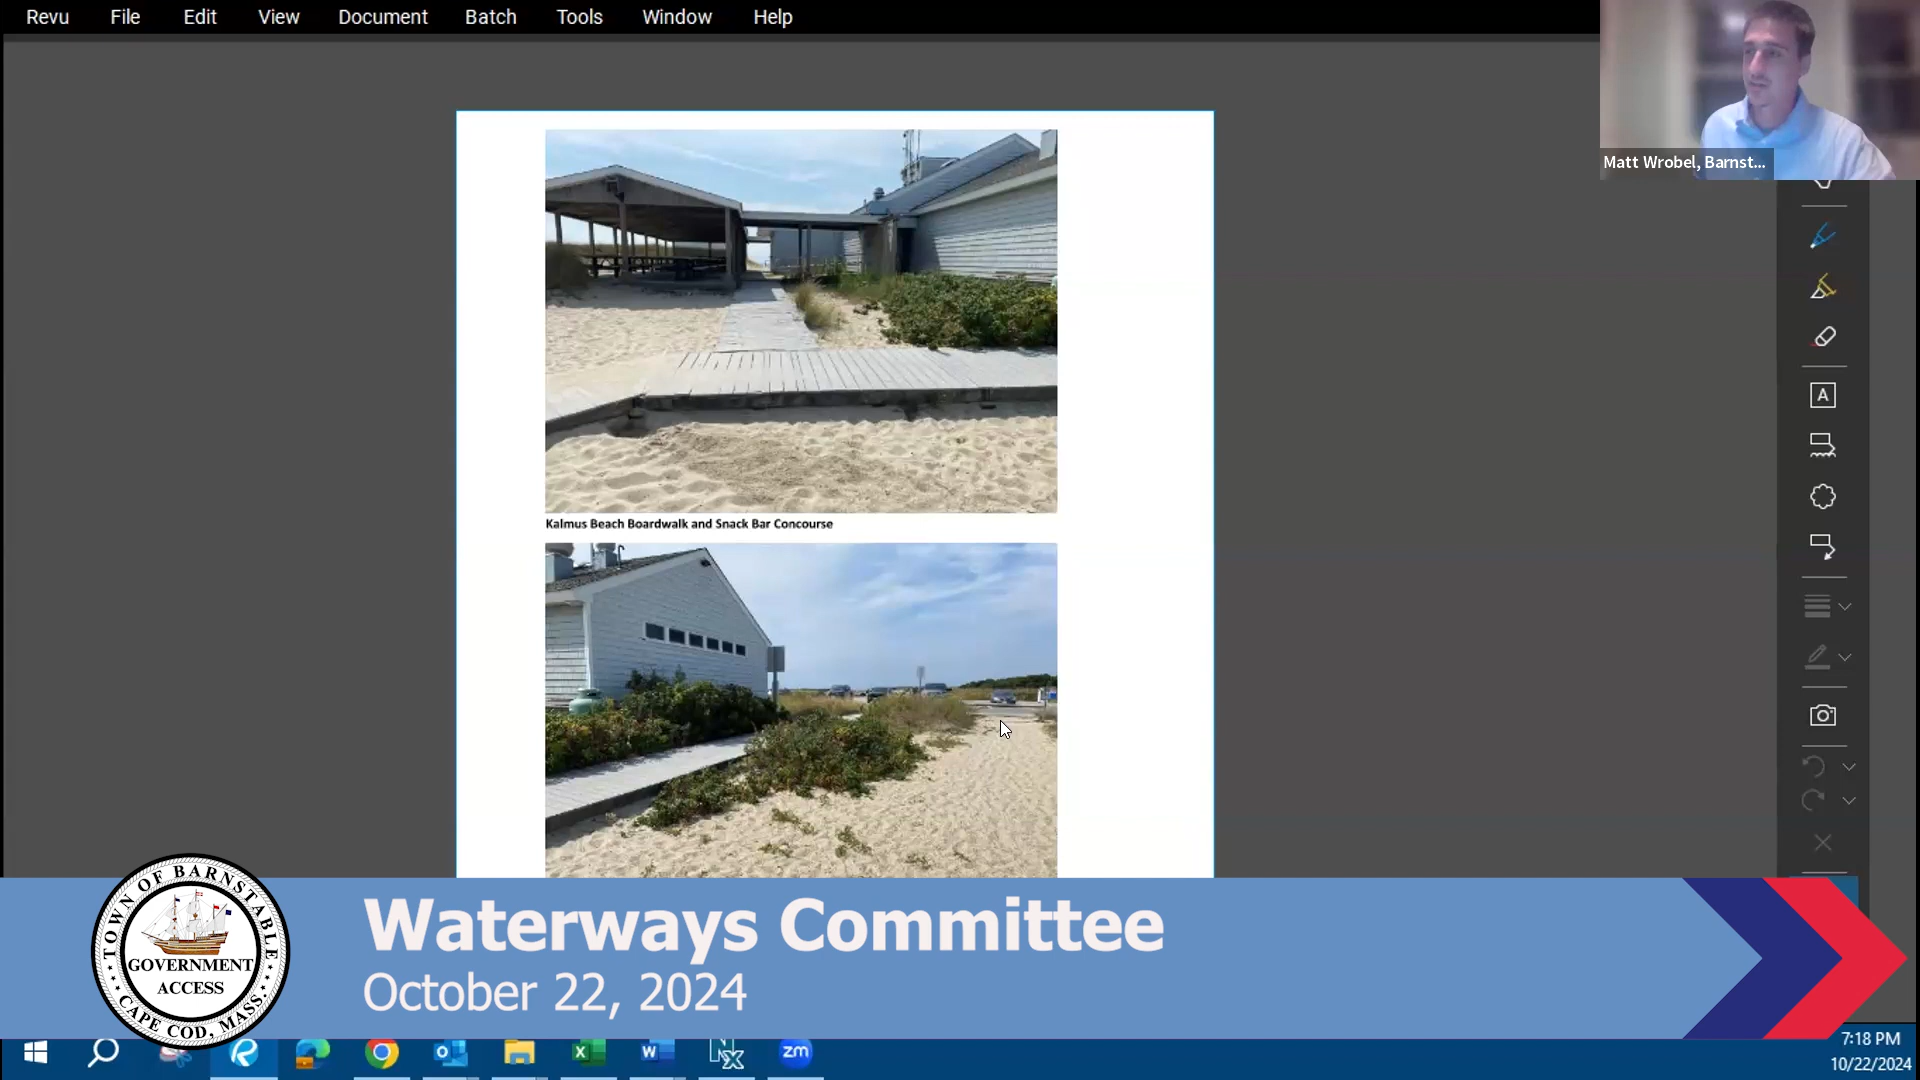 Revu File Edit View Document Batch Tools Window Help
Matt Wrobel, Barnst...
A
Kalmus Beach Boardwalk and Snack Bar Concourse
TOWN OF BARNSTABLE
GOVERNMENT
ACCESS
CAPE COD, MASS.
Waterways Committee
October 22, 2024
zm
7:18 PM
10/22/2024